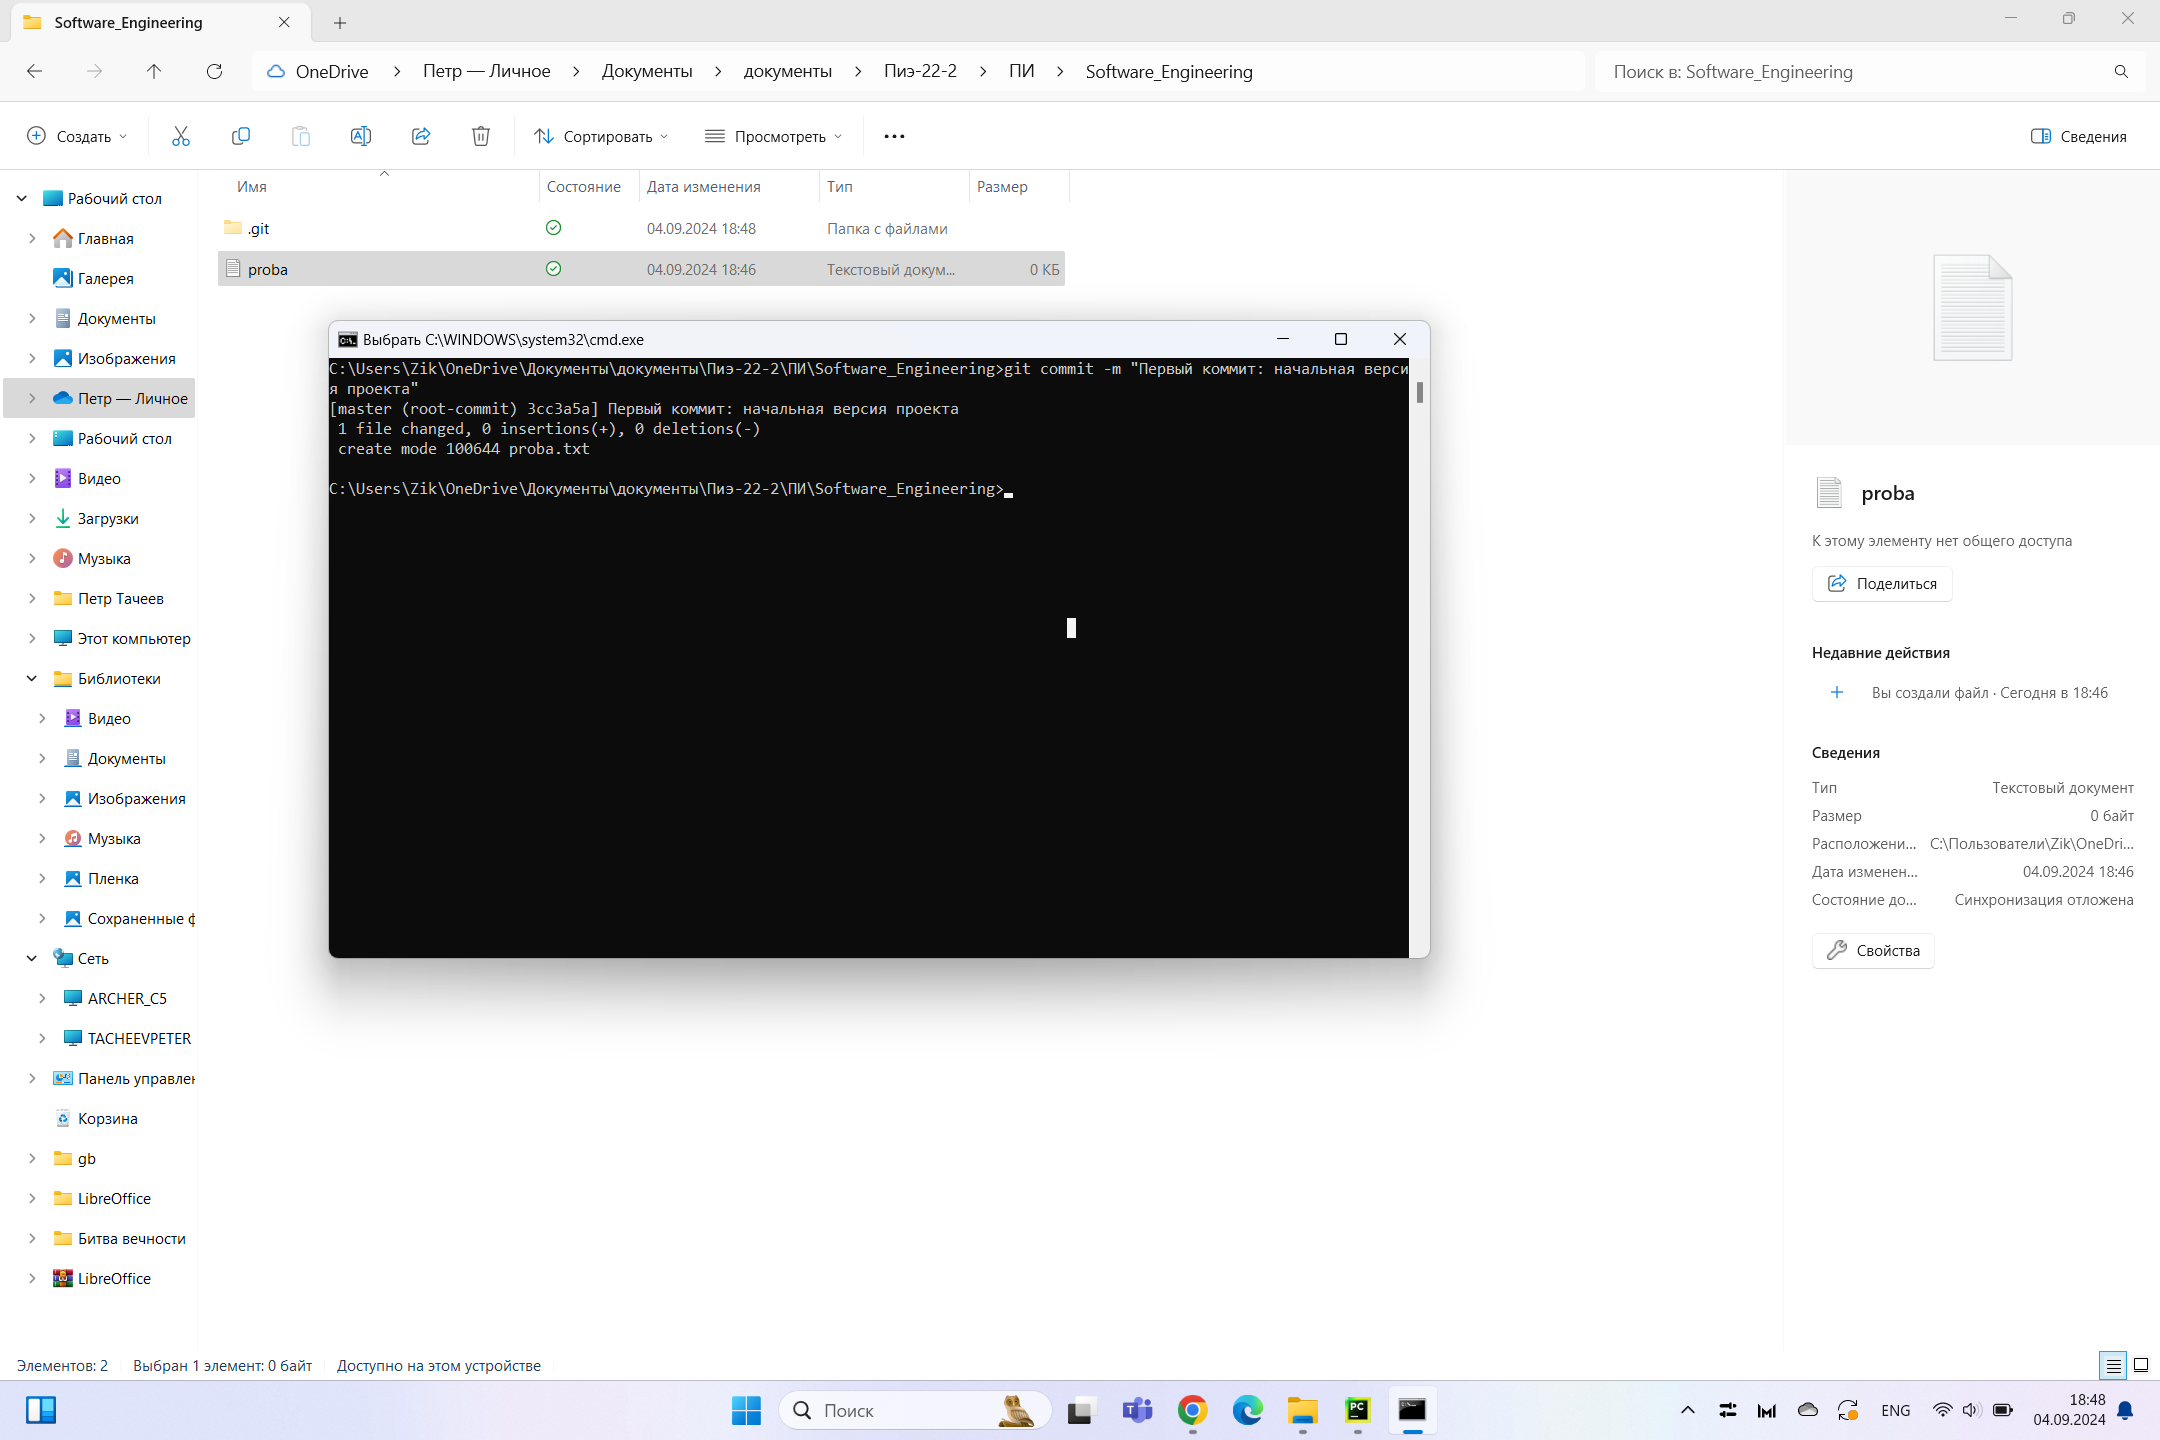 Software_Engineering
OneDrive > Петр — Личное > Документы > документы > Пиэ-22-2 > ПИ > Software_Engineering
Поиск в: Software_Engineering
Создать
Сортировать
Просмотреть
Сведения
Имя
Состояние
Дата изменения
Тип
Размер
.git
04.09.2024 18:48
Папка с файлами
proba
04.09.2024 18:46
Текстовый докум...
0 КБ
Рабочий стол
Главная
Галерея
Документы
Изображения
Петр — Личное
Рабочий стол
Видео
Загрузки
Музыка
Петр Тачеев
Этот компьютер
Библиотеки
Видео
Документы
Изображения
Музыка
Пленка
Сохраненные ф
Сеть
ARCHER_C5
TACHEEVPETER
Панель управлен
Корзина
gb
LibreOffice
Битва вечности
LibreOffice
Выбрать C:\WINDOWS\system32\cmd.exe
C:\Users\Zik\OneDrive\Документы\документы\Пиэ-22-2\ПИ\Software_Engineering>git commit -m "Первый коммит: начальная верси
я проекта"
[master (root-commit) 3cc3a5a] Первый коммит: начальная версия проекта
1 file changed, 0 insertions(+), 0 deletions(-)
create mode 100644 proba.txt
C:\Users\Zik\OneDrive\Документы\документы\Пиэ-22-2\ПИ\Software_Engineering>
proba
К этому элементу нет общего доступа
Поделиться
Недавние действия
Вы создали файл · Сегодня в 18:46
Сведения
Тип
Текстовый документ
Размер
0 байт
Расположени...
C:\Пользователи\Zik\OneDri...
Дата изменен...
04.09.2024 18:46
Состояние до...
Синхронизация отложена
Свойства
Элементов: 2
Выбран 1 элемент: 0 байт
Доступно на этом устройстве
Поиск
PC
ENG
18:48
04.09.2024